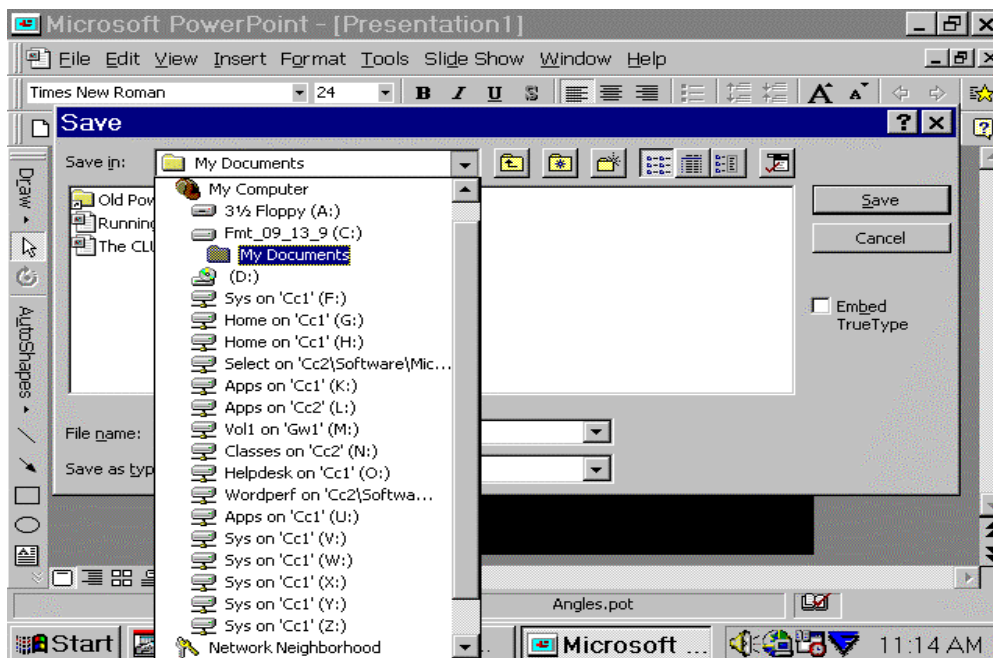 Microsoft PowerPoint - [Presentation1]
File Edit View Insert Format Tools Slide Show Window Help
Times New Roman 24 B I U S A A
Save
Save in: My Documents
My Computer
Old Pow
3½ Floppy (A:)
Save
Running
Fmt_09_13_9 (C:)
Cancel
The CLU
My Documents
(D:)
Sys on 'Cc1' (F:)
Embed
TrueType
Home on 'Cc1' (G:)
Home on 'Cc1' (H:)
Select on 'Cc2\Software\Mic...
Apps on 'Cc1' (K:)
Apps on 'Cc2' (L:)
Vol1 on 'Gw1' (M:)
File name:
Classes on 'Cc2' (N:)
Save as typ
Helpdesk on 'Cc1' (O:)
Wordperf on 'Cc2\Softwa...
Apps on 'Cc1' (U:)
Sys on 'Cc1' (V:)
Sys on 'Cc1' (W:)
Sys on 'Cc1' (X:)
Sys on 'Cc1' (Y:)
Sys on 'Cc1' (Z:)
Network Neighborhood
Draw
AutoShapes
Angles.pot
Start
Microsoft ...
11:14 AM